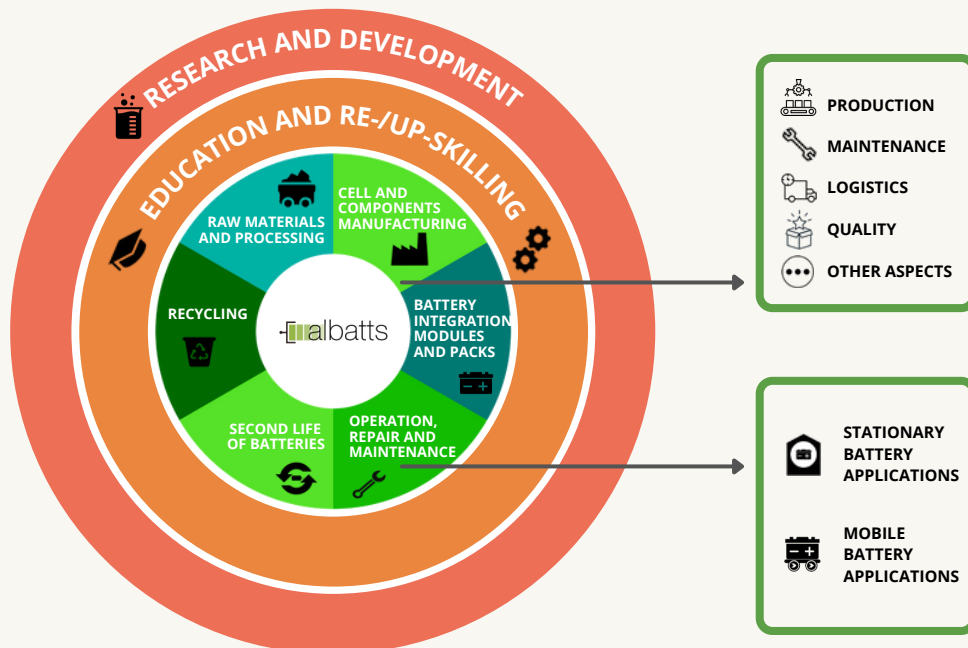 RESEARCH AND DEVELOPMENT
EDUCATION AND RE-/UP-SKILLING
RAW MATERIALS
AND PROCESSING
CELL AND
COMPONENTS
MANUFACTURING
RECYCLING
albatts
BATTERY
INTEGRATION
MODULES
AND PACKS
SECOND LIFE
OF BATTERIES
OPERATION,
REPAIR AND
MAINTENANCE
PRODUCTION
MAINTENANCE
LOGISTICS
QUALITY
OTHER ASPECTS
STATIONARY
BATTERY
APPLICATIONS
MOBILE
BATTERY
APPLICATIONS